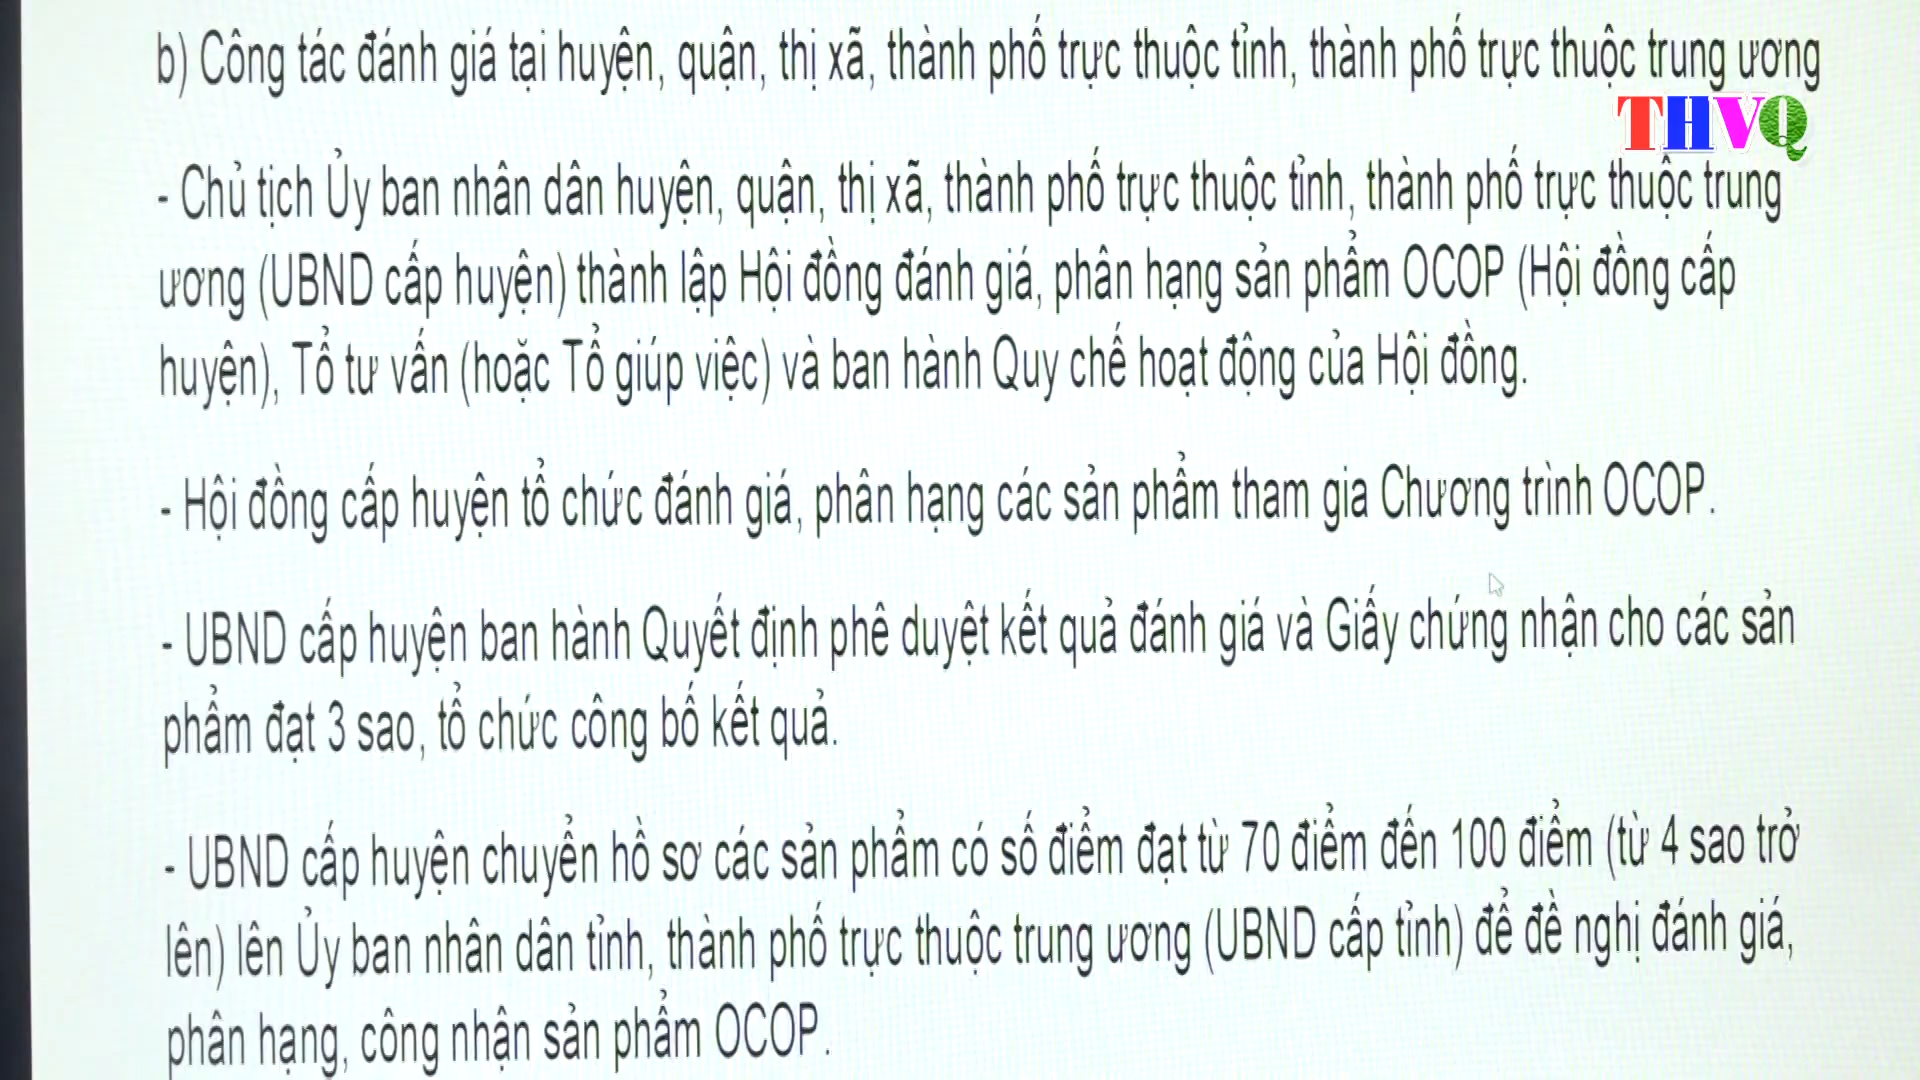 b) Công tác đánh giá tại huyện, quận, thị xã, thành phố trực thuộc tỉnh, thành phố trực thuộc trung ương
THVQ
- Chủ tịch Ủy ban nhân dân huyện, quận, thị xã, thành phố trực thuộc tỉnh, thành phố trực thuộc trung
ương (UBND cấp huyện) thành lập Hội đồng đánh giá, phân hạng sản phẩm OCOP (Hội đồng cấp
huyện), Tổ tư vấn (hoặc Tổ giúp việc) và ban hành Quy chế hoạt động của Hội đồng.
- Hội đồng cấp huyện tổ chức đánh giá, phân hạng các sản phẩm tham gia Chương trình OCOP.
- UBND cấp huyện ban hành Quyết định phê duyệt kết quả đánh giá và Giấy chứng nhận cho các sản
phẩm đạt 3 sao, tổ chức công bố kết quả.
- UBND cấp huyện chuyển hồ sơ các sản phẩm có số điểm đạt từ 70 điểm đến 100 điểm (từ 4 sao trở
lên) lên Ủy ban nhân dân tỉnh, thành phố trực thuộc trung ương (UBND cấp tỉnh) để đề nghị đánh giá,
phân hạng, công nhận sản phẩm OCOP.